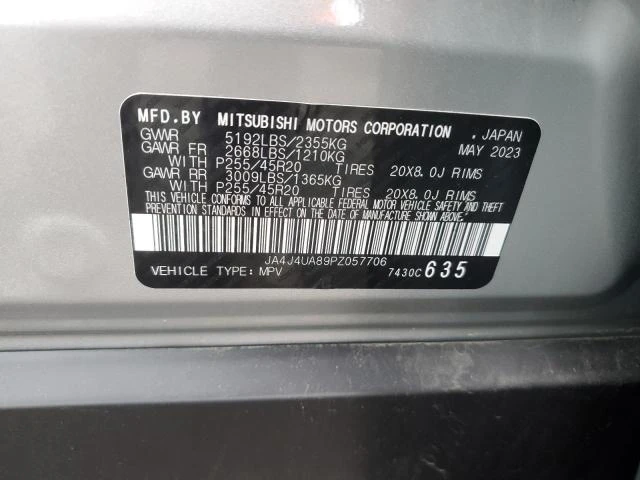 MFD.BY MITSUBISHI MOTORS CORPORATION . JAPAN
GVWR 5192LBS/2355KG MAY 2023
GAWR FR 2668LBS/1210KG
WITH P255/45R20 TIRES 20X8.0J RIMS
GAWR RR 3009LBS/1365KG
WITH P255/45R20 TIRES 20X8.0J RIMS
THIS VEHICLE CONFORMS TO ALL APPLICABLE FEDERAL MOTOR VEHICLE SAFETY AND THEFT
PREVENTION STANDARDS IN EFFECT ON THE DATE OF MANUFACTURE SHOWN ABOVE.
JA4J4UA89PZ057706
VEHICLE TYPE: MPV 7430C 635